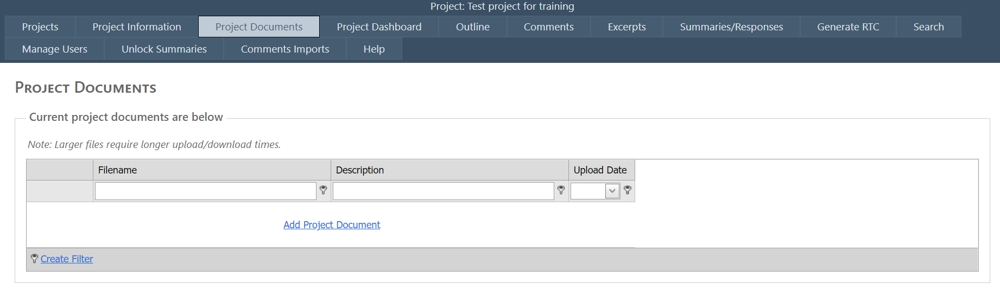 Project: Test project for training
Projects Project Information Project Documents Project Dashboard Outline Comments Excerpts Summaries/Responses Generate RTC Search
Manage Users Unlock Summaries Comments Imports Help
Project Documents
Current project documents are below
Note: Larger files require longer upload/download times.
Filename Description Upload Date
Add Project Document
Create Filter